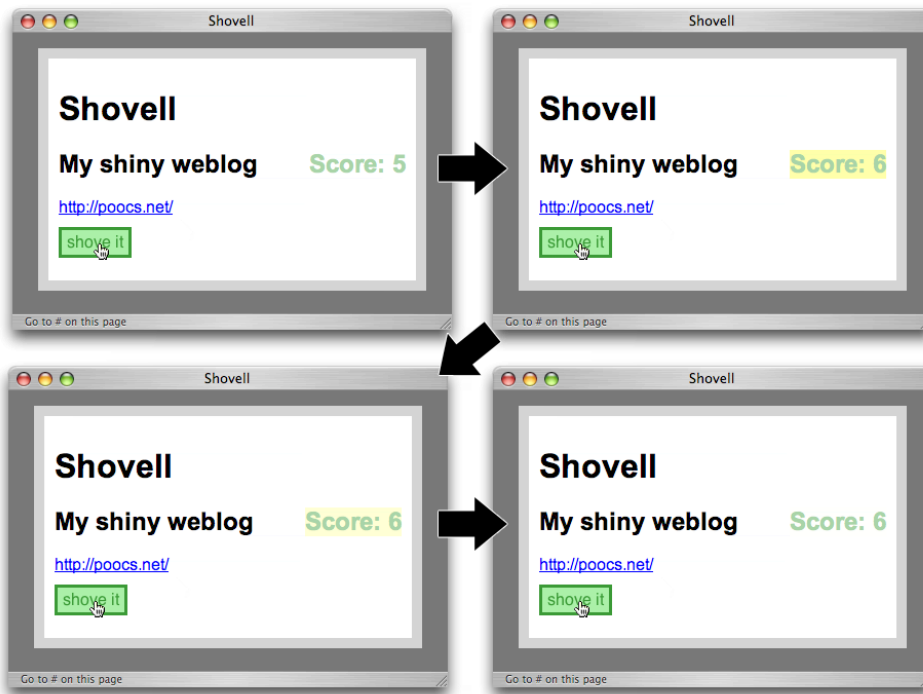 Shovell
Shovell
My shiny weblog Score: 5
http://poocs.net/
shove it
Go to # on this page
Shovell
Shovell
My shiny weblog Score: 6
http://poocs.net/
shove it
Go to # on this page
Shovell
Shovell
My shiny weblog Score: 6
http://poocs.net/
shove it
Go to # on this page
Shovell
Shovell
My shiny weblog Score: 6
http://poocs.net/
shove it
Go to # on this page